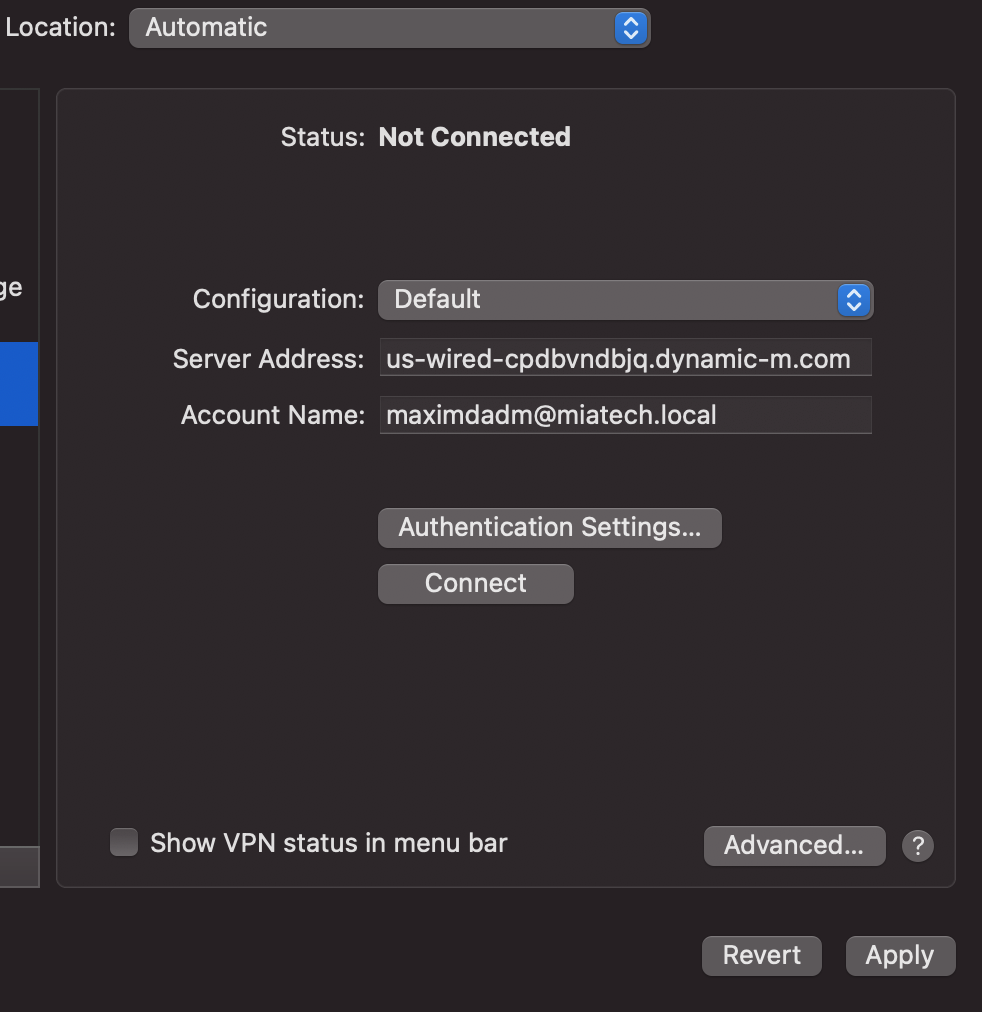 Location: Automatic
Status: Not Connected
ge
Configuration: Default
Server Address: us-wired-cpdbvndbjq.dynamic-m.com
Account Name: maximdadm@miatech.local
Authentication Settings...
Connect
Show VPN status in menu bar
Advanced... ?
Revert Apply